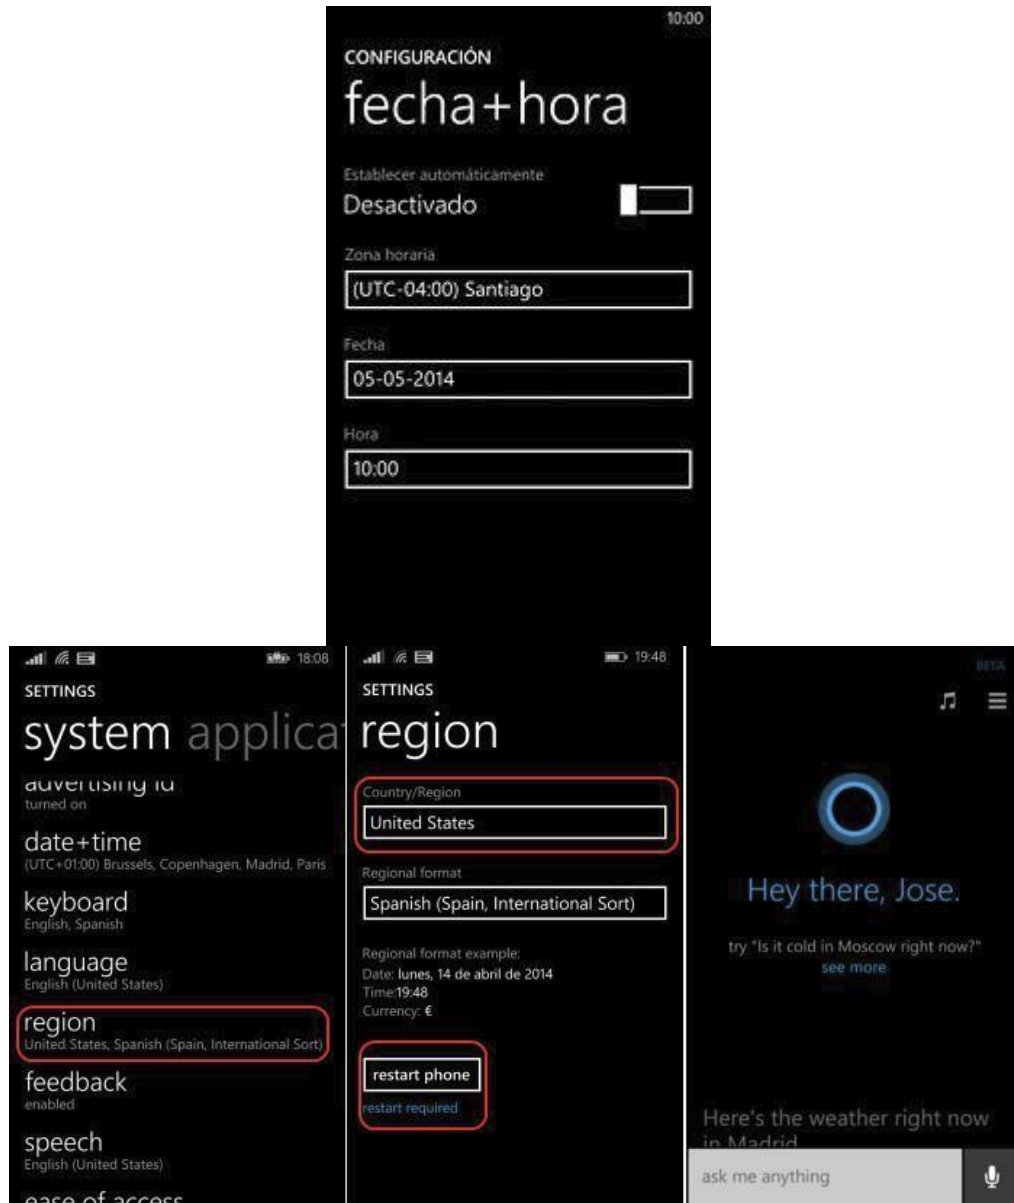 10:00
CONFIGURACIÓN
fecha+hora
Establecer automáticamente
Desactivado
Zona horaria
(UTC-04:00) Santiago
Fecha
05-05-2014
Hora
10:00
18:08
SETTINGS
system applica
advertising id
turned on
date+time
(UTC+01:00) Brussels, Copenhagen, Madrid, Paris
keyboard
English, Spanish
language
English (United States)
region
United States, Spanish (Spain, International Sort)
feedback
enabled
speech
English (United States)
ease of access
19:48
SETTINGS
region
Country/Region
United States
Regional format
Spanish (Spain, International Sort)
Regional format example:
Date: lunes, 14 de abril de 2014
Time:19:48
Currency: €
restart phone
restart required
BETA
Hey there, Jose.
try "Is it cold in Moscow right now?"
see more
Here's the weather right now
in Madrid
ask me anything